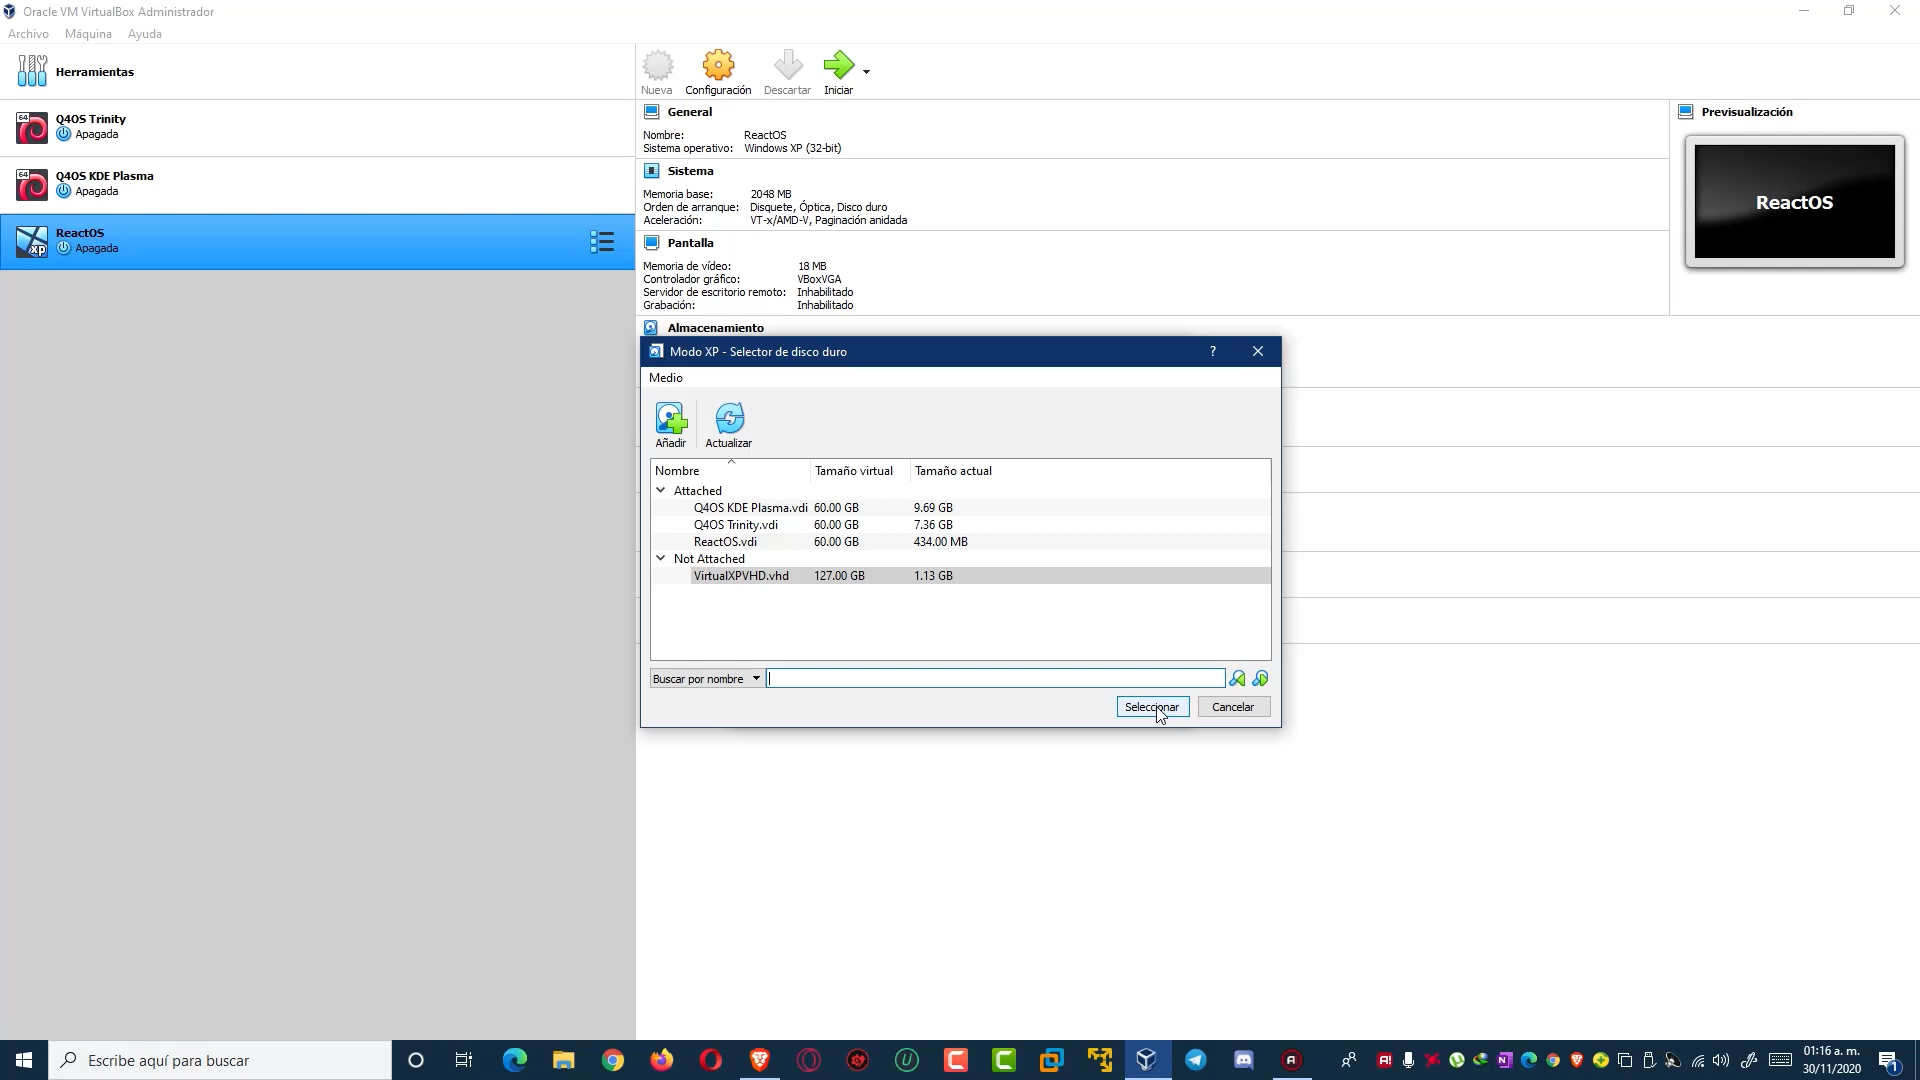 Oracle VM VirtualBox Administrador
Archivo Máquina Ayuda
Herramientas
64
Q4OS Trinity
Apagada
64
Q4OS KDE Plasma
Apagada
xp
ReactOS
Apagada
Nueva Configuración Descartar Iniciar
General
Nombre: ReactOS
Sistema operativo: Windows XP (32-bit)
Sistema
Memoria base: 2048 MB
Orden de arranque: Disquete, Óptica, Disco duro
Aceleración: VT-x/AMD-V, Paginación anidada
Pantalla
Memoria de vídeo: 18 MB
Controlador gráfico: VBoxVGA
Servidor de escritorio remoto: Inhabilitado
Grabación: Inhabilitado
Almacenamiento
Previsualización
ReactOS
Modo XP - Selector de disco duro
?
Medio
Añadir Actualizar
Nombre Tamaño virtual Tamaño actual
Attached
Q4OS KDE Plasma.vdi 60.00 GB 9.69 GB
Q4OS Trinity.vdi 60.00 GB 7.36 GB
ReactOS.vdi 60.00 GB 434.00 MB
Not Attached
VirtualXPVHD.vhd 127.00 GB 1.13 GB
Buscar por nombre
Seleccionar Cancelar
Escribe aquí para buscar
01:16 a. m.
30/11/2020
1